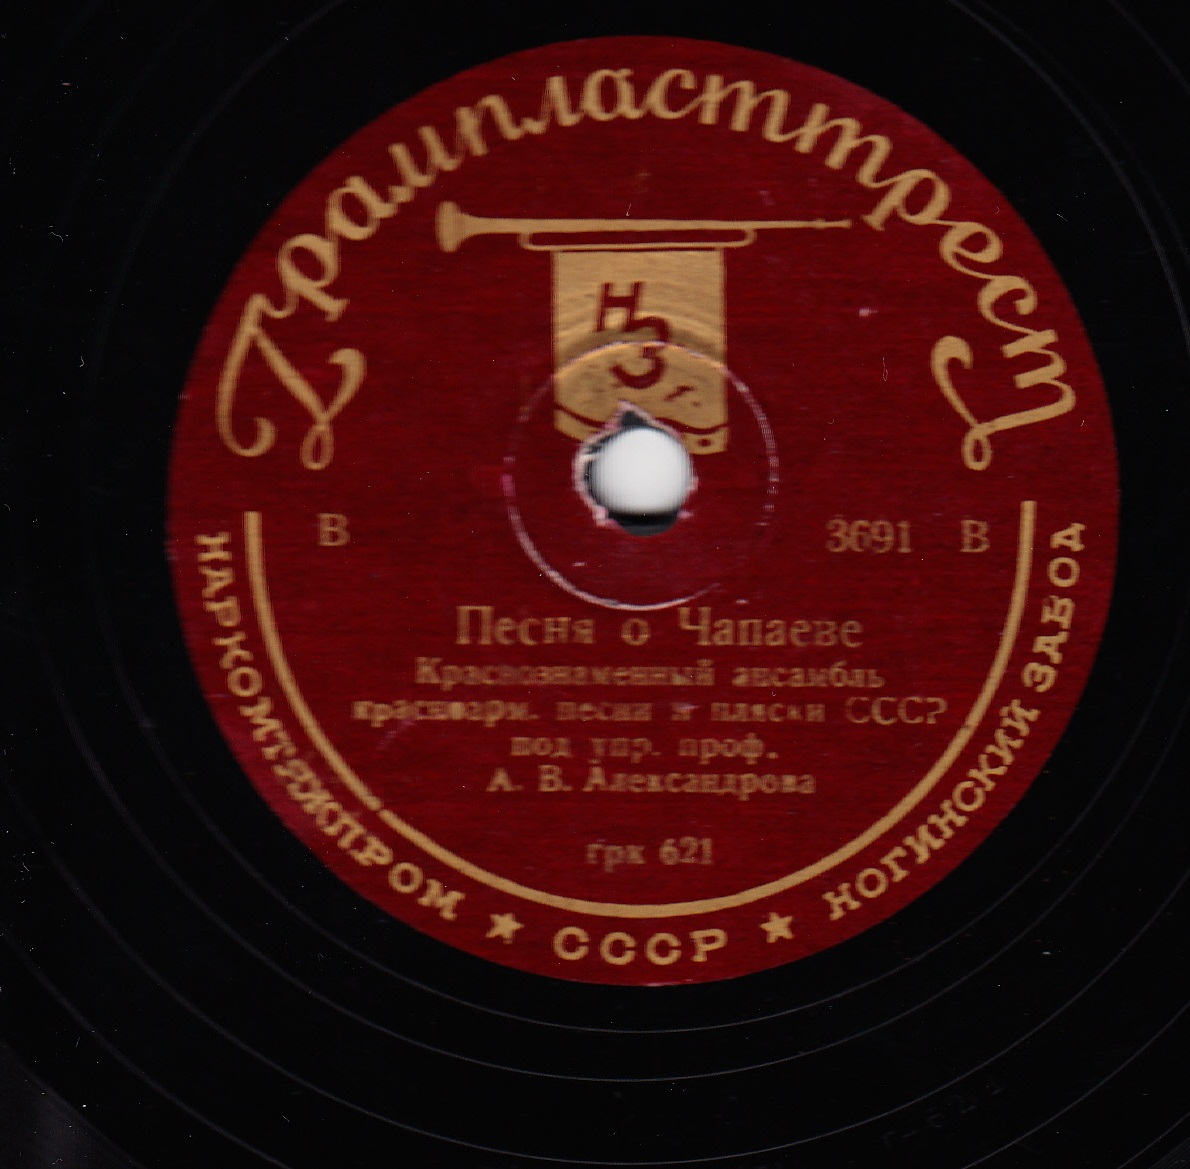 Грампласттрест
НЗ
В 3691 В
Песня о Чапаеве
Краснознаменный ансамбль
красноарм. песни и пляски СССР
под упр. проф.
А. В. Александрова
грк 621
НАРКОМТЯЖПРОМ ★ СССР ★ НОГИНСКИЙ ЗАВОД